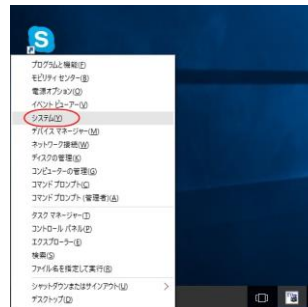 プログラムと機能(F)
モビリティ センター(B)
電源オプション(O)
イベント ビューアー(V)
システム(Y)
デバイス マネージャー(M)
ネットワーク接続(W)
ディスクの管理(K)
コンピューターの管理(G)
コマンド プロンプト(C)
コマンド プロンプト (管理者)(A)
タスク マネージャー(T)
コントロール パネル(P)
エクスプローラー(E)
検索(S)
ファイル名を指定して実行(R)
シャットダウンまたはサインアウト(U)
デスクトップ(D)